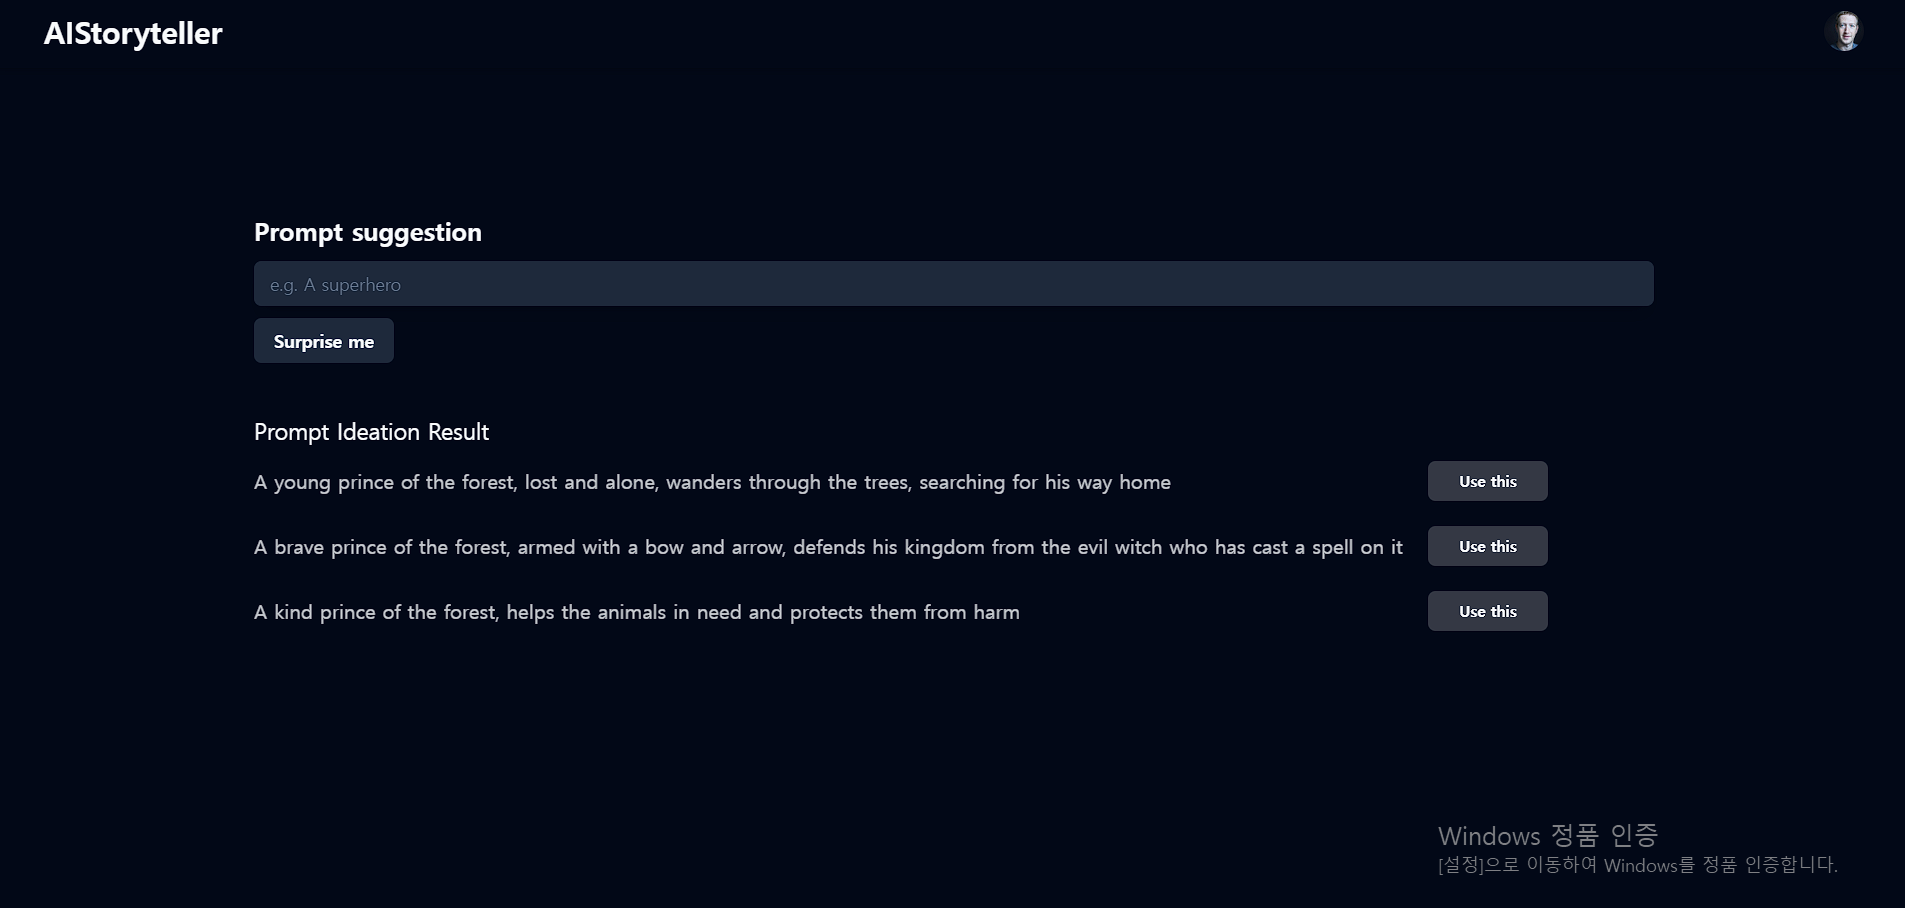 AIStoryteller
Prompt suggestion
e.g. A superhero
Surprise me
Prompt Ideation Result
A young prince of the forest, lost and alone, wanders through the trees, searching for his way home
Use this
A brave prince of the forest, armed with a bow and arrow, defends his kingdom from the evil witch who has cast a spell on it
Use this
A kind prince of the forest, helps the animals in need and protects them from harm
Use this
Windows 정품 인증
[설정]으로 이동하여 Windows를 정품 인증합니다.